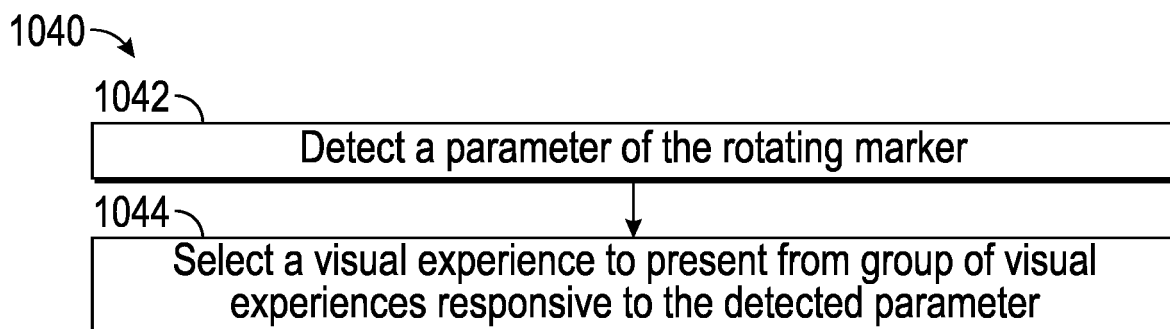 1040
1042
Detect a parameter of the rotating marker
1044
Select a visual experience to present from group of visual
experiences responsive to the detected parameter